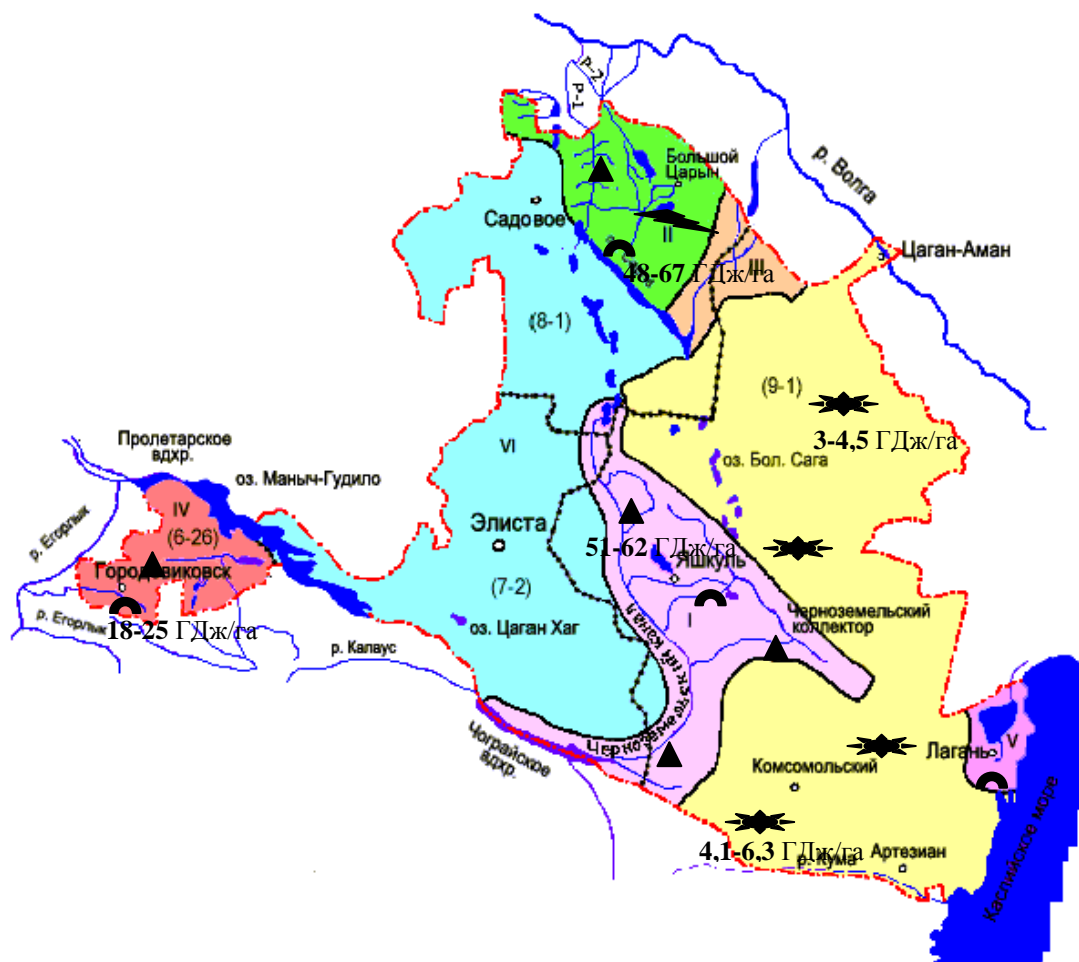 Р-2
Р-1
р. Волга
Большой
Царын
Садовое
II
Цаган-Аман
48-67 ГДж/га
III
(8-1)
(9-1)
3-4,5 ГДж/га
Пролетарское
вдхр.
оз. Маныч-Гудило
VI
оз. Бол. Сага
IV
(6-26)
р. Егорлык
Элиста
51-62 ГДж/га
Яшкуль
Городовиковск
(7-2)
I
Черноземельский
коллектор
18-25 ГДж/га
р. Егорлык
оз. Цаган Хаг
р. Калаус
Черноземельский канал
Чограйское
вдхр.
Лагань
V
Комсомольский
4,1-6,3 ГДж/га
р. Кума
Артезиан
Каспийское море